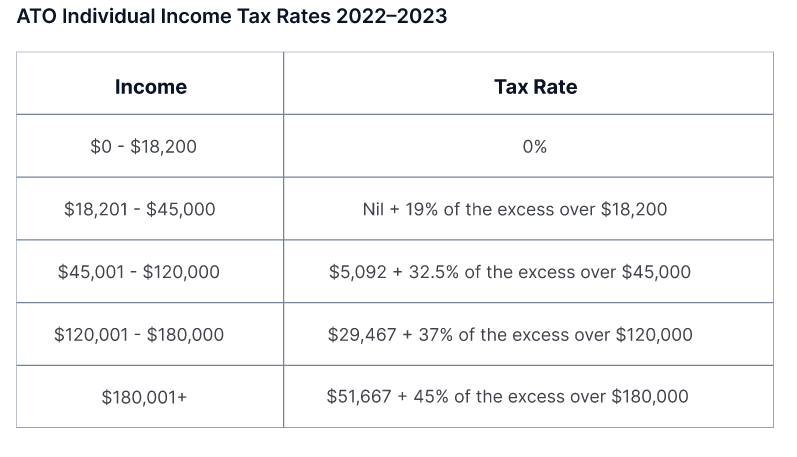 ATO Individual Income Tax Rates 2022–2023
Income Tax Rate
$0 - $18,200 0%
$18,201 - $45,000 Nil + 19% of the excess over $18,200
$45,001 - $120,000 $5,092 + 32.5% of the excess over $45,000
$120,001 - $180,000 $29,467 + 37% of the excess over $120,000
$180,001+ $51,667 + 45% of the excess over $180,000